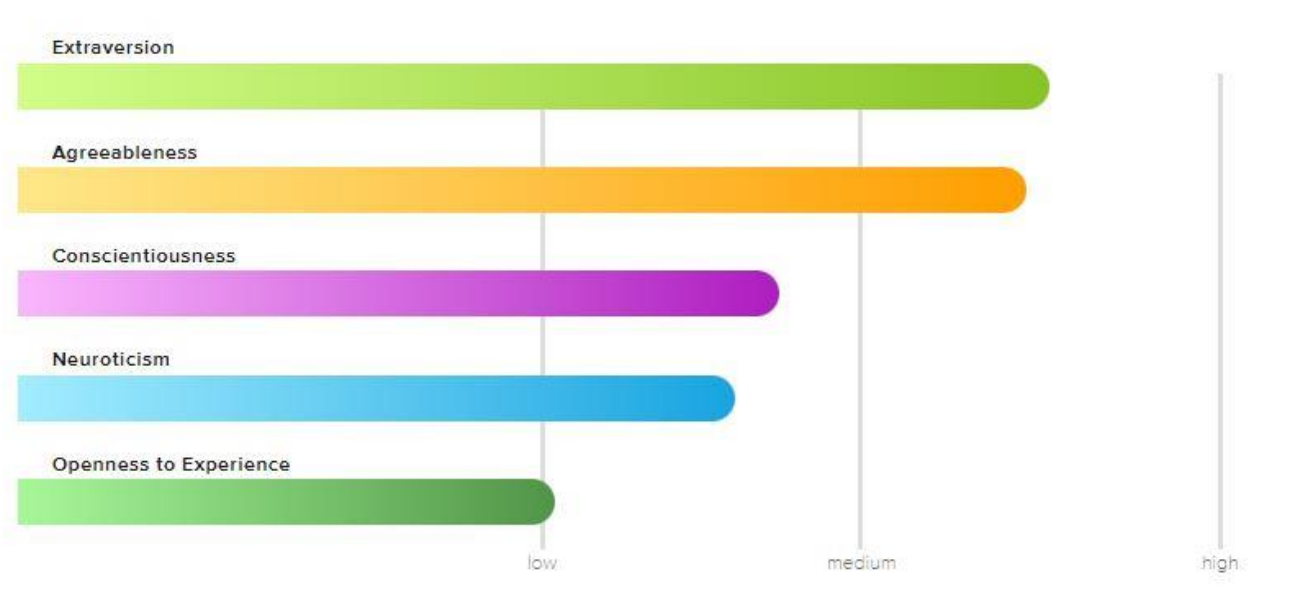 Extraversion
Agreeableness
Conscientiousness
Neuroticism
Openness to Experience
low medium high